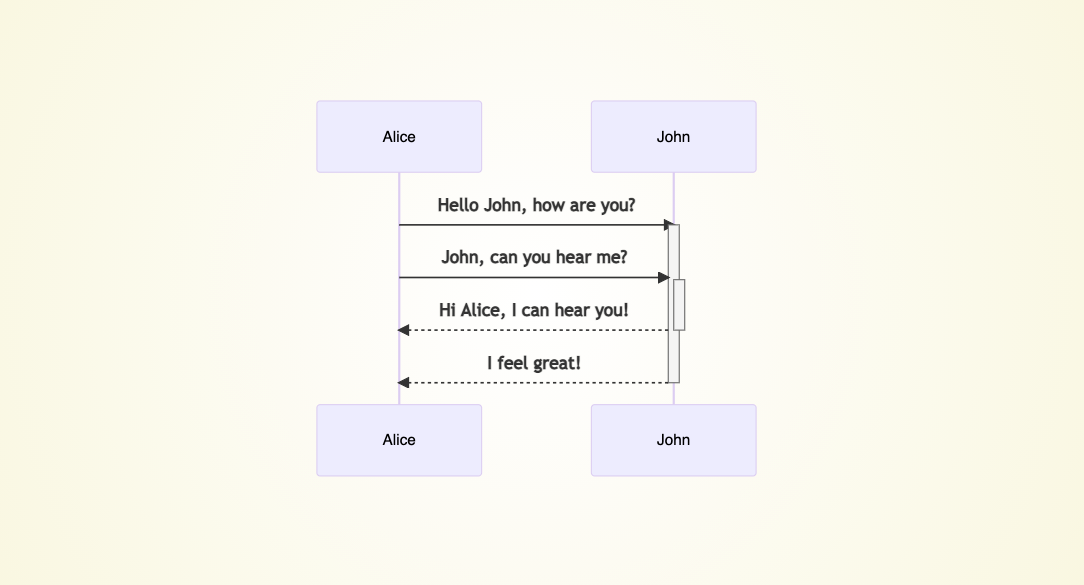 Alice
John
Hello John, how are you?
John, can you hear me?
Hi Alice, I can hear you!
I feel great!
Alice
John